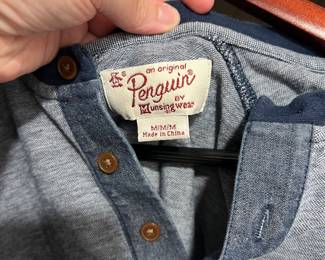 an original
Penguin
BY
Munsingwear
M/M/M
Made in China